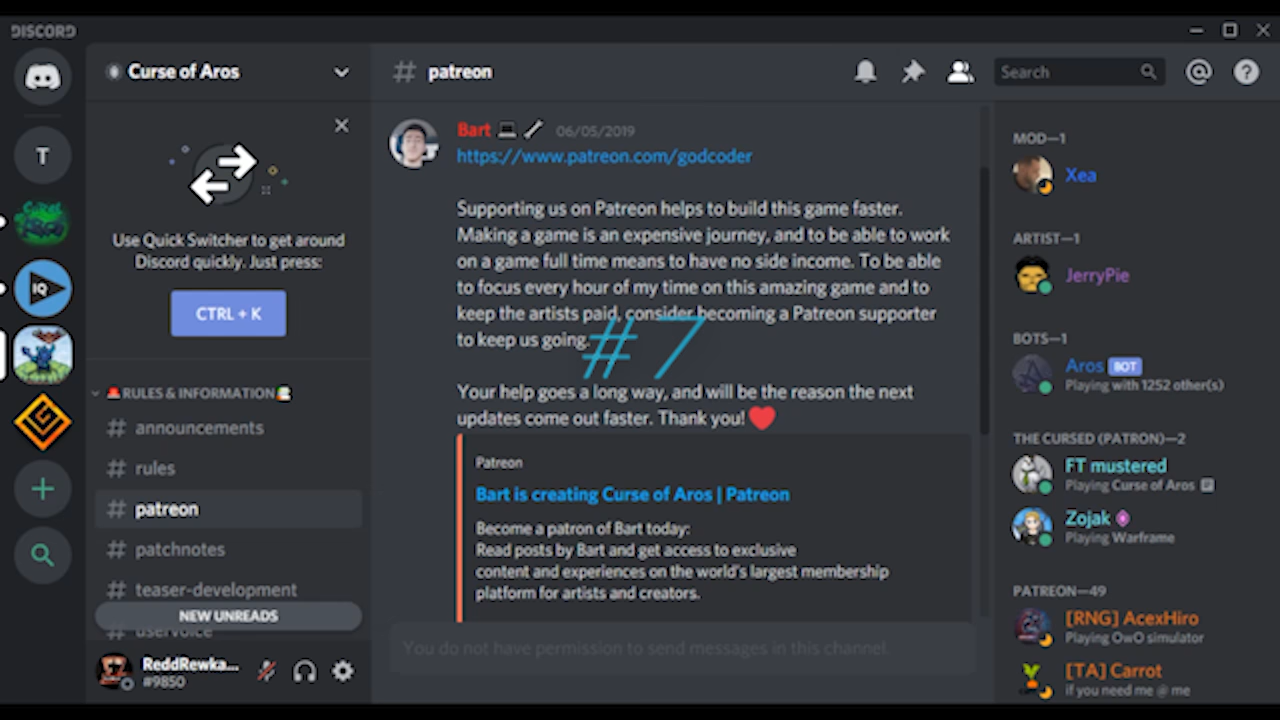 DISCORD
Curse of Aros
# patreon
Search
T
IQ
Use Quick Switcher to get around
Discord quickly. Just press:
CTRL + K
RULES & INFORMATION
# announcements
# rules
# patreon
# patchnotes
# teaser-development
NEW UNREADS
# uservoice
ReddRewka...
#9850
Bart 06/05/2019
https://www.patreon.com/godcoder
Supporting us on Patreon helps to build this game faster.
Making a game is an expensive journey, and to be able to work
on a game full time means to have no side income. To be able
to focus every hour of my time on this amazing game and to
keep the artists paid, consider becoming a Patreon supporter
to keep us going.
#7
Your help goes a long way, and will be the reason the next
updates come out faster. Thank you! ❤
Patreon
Bart is creating Curse of Aros | Patreon
Become a patron of Bart today:
Read posts by Bart and get access to exclusive
content and experiences on the world's largest membership
platform for artists and creators.
You do not have permission to send messages in this channel.
MOD—1
Xea
ARTIST—1
JerryPie
BOTS—1
Aros BOT
Playing with 1252 other(s)
THE CURSED (PATRON)—2
FT mustered
Playing Curse of Aros
Zojak
Playing Warframe
PATREON—49
[RNG] AcexHiro
Playing OwO simulator
[TA] Carrot
if you need me @ me